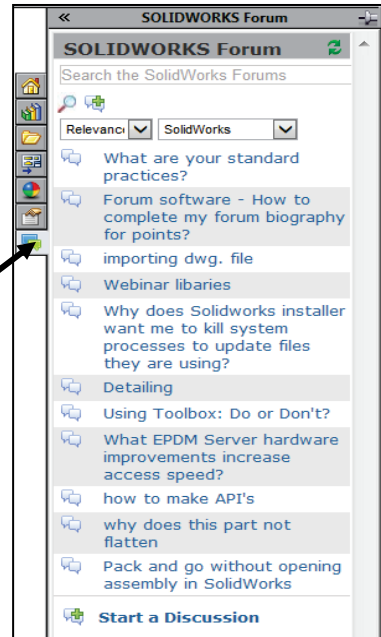 « SOLIDWORKS Forum
SOLIDWORKS Forum
Search the SolidWorks Forums
Relevanc SolidWorks
What are your standard
practices?
Forum software - How to
complete my forum biography
for points?
importing dwg. file
Webinar libaries
Why does Solidworks installer
want me to kill system
processes to update files
they are using?
Detailing
Using Toolbox: Do or Don't?
What EPDM Server hardware
improvements increase
access speed?
how to make API's
why does this part not
flatten
Pack and go without opening
assembly in SolidWorks
Start a Discussion